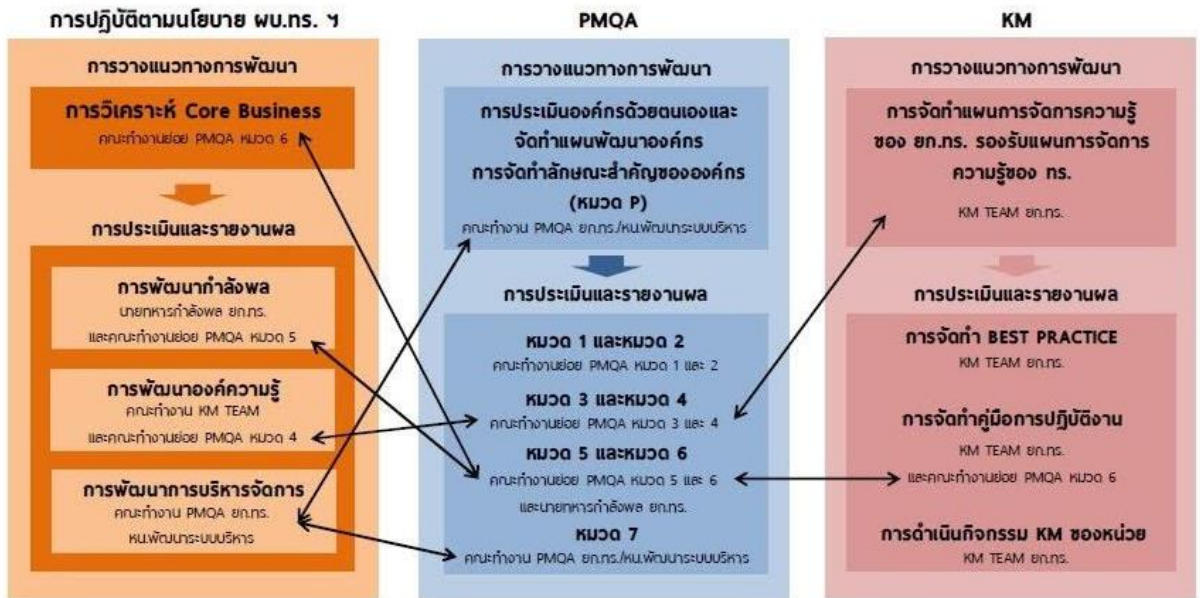 การปฏิบัติตามนโยบาย ผบ.ทร. ฯ
การวางแนวทางการพัฒนา
การวิเคราะห์ Core Business
คณะทำงานย่อย PMQA หมวด 6
การประเมินและรายงานผล
การพัฒนากำลังพล
นายทหารกำลังพล ยก.ทร.
และคณะทำงานย่อย PMQA หมวด 5
การพัฒนาองค์ความรู้
คณะทำงาน KM TEAM
และคณะทำงานย่อย PMQA หมวด 4
การพัฒนาการบริหารจัดการ
คณะทำงาน PMQA ยก.ทร.
หน.พัฒนาระบบบริหาร
PMQA
การวางแนวทางการพัฒนา
การประเมินองค์กรด้วยตนเองและ
จัดทำแผนพัฒนาองค์กร
การจัดทำลักษณะสำคัญขององค์กร
(หมวด P)
คณะทำงาน PMQA ยก.ทร./หน.พัฒนาระบบบริหาร
การประเมินและรายงานผล
หมวด 1 และหมวด 2
คณะทำงานย่อย PMQA หมวด 1 และ 2
หมวด 3 และหมวด 4
คณะทำงานย่อย PMQA หมวด 3 และ 4
หมวด 5 และหมวด 6
คณะทำงานย่อย PMQA หมวด 5 และ 6
และนายทหารกำลังพล ยก.ทร.
หมวด 7
คณะทำงาน PMQA ยก.ทร./หน.พัฒนาระบบบริหาร
KM
การวางแนวทางการพัฒนา
การจัดทำแผนการจัดการความรู้
ของ ยก.ทร. รองรับแผนการจัดการ
ความรู้ของ ทร.
KM TEAM ยก.ทร.
การประเมินและรายงานผล
การจัดทำ BEST PRACTICE
KM TEAM ยก.ทร.
การจัดทำคู่มือการปฏิบัติงาน
KM TEAM ยก.ทร.
และคณะทำงานย่อย PMQA หมวด 6
การดำเนินกิจกรรม KM ของหน่วย
KM TEAM ยก.ทร.